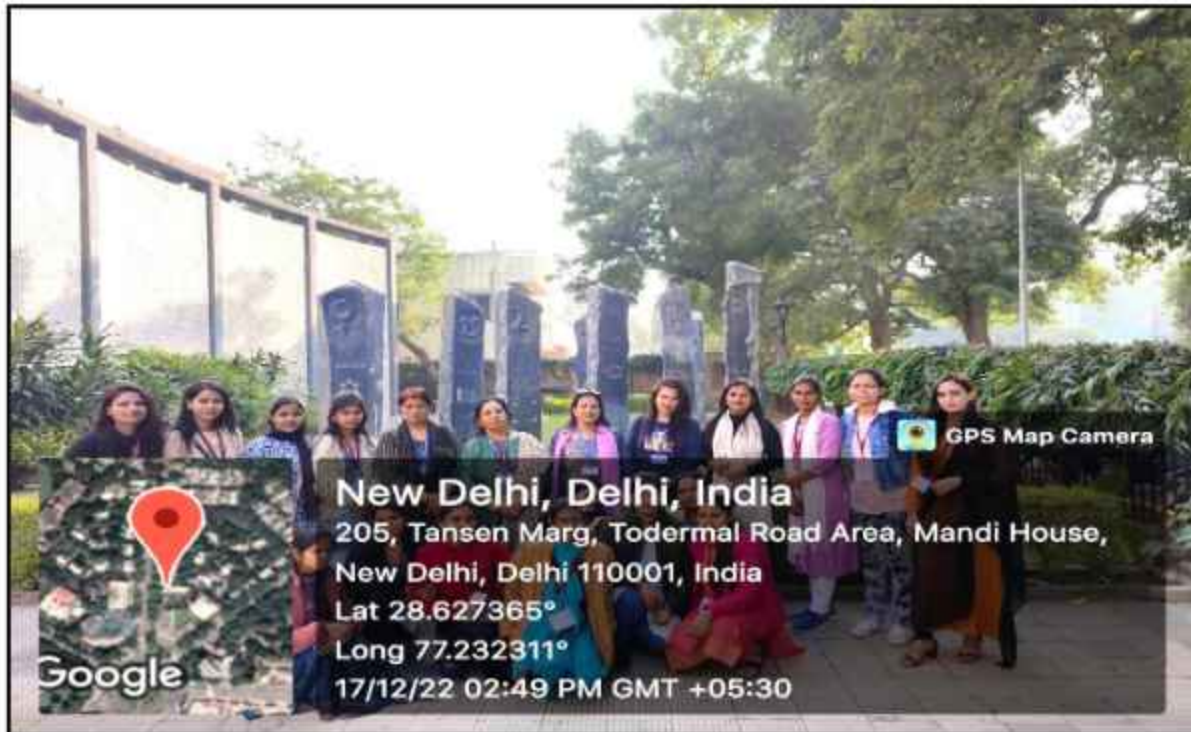 GPS Map Camera
New Delhi, Delhi, India
205, Tansen Marg, Todermal Road Area, Mandi House,
New Delhi, Delhi 110001, India
Lat 28.627365°
Long 77.232311°
17/12/22 02:49 PM GMT +05:30
Google